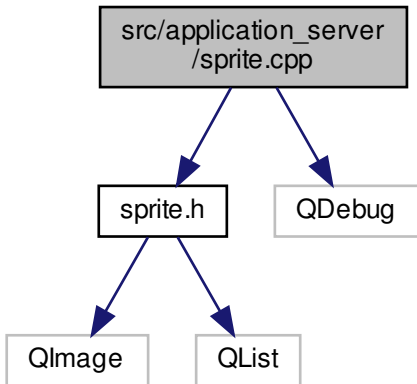 src/application_server
/sprite.cpp
sprite.h
QDebug
QImage
QList